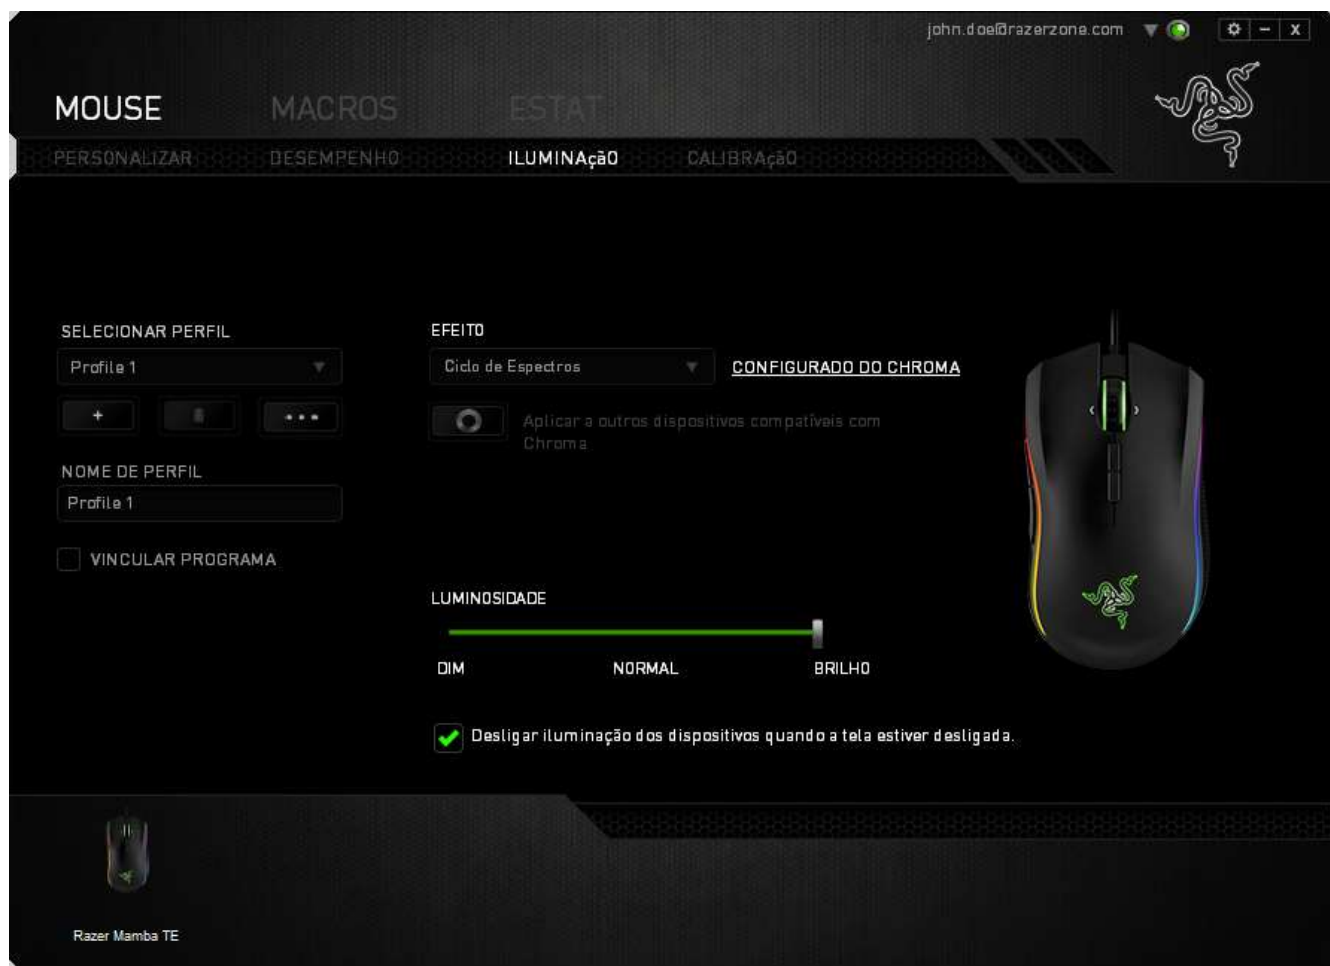 john.doe@razerzone.com
MOUSE MACROS ESTAT
PERSONALIZAR DESEMPENHO ILUMINAção CALIBRAção
SELECIONAR PERFIL
Profile 1
NOME DE PERFIL
Profile 1
VINCULAR PROGRAMA
EFEITO
Ciclo de Espectros
CONFIGURADO DO CHROMA
Aplicar a outros dispositivos compatíveis com
Chroma
LUMINOSIDADE
DIM NORMAL BRILHO
Desligar iluminação dos dispositivos quando a tela estiver desligada.
Razer Mamba TE